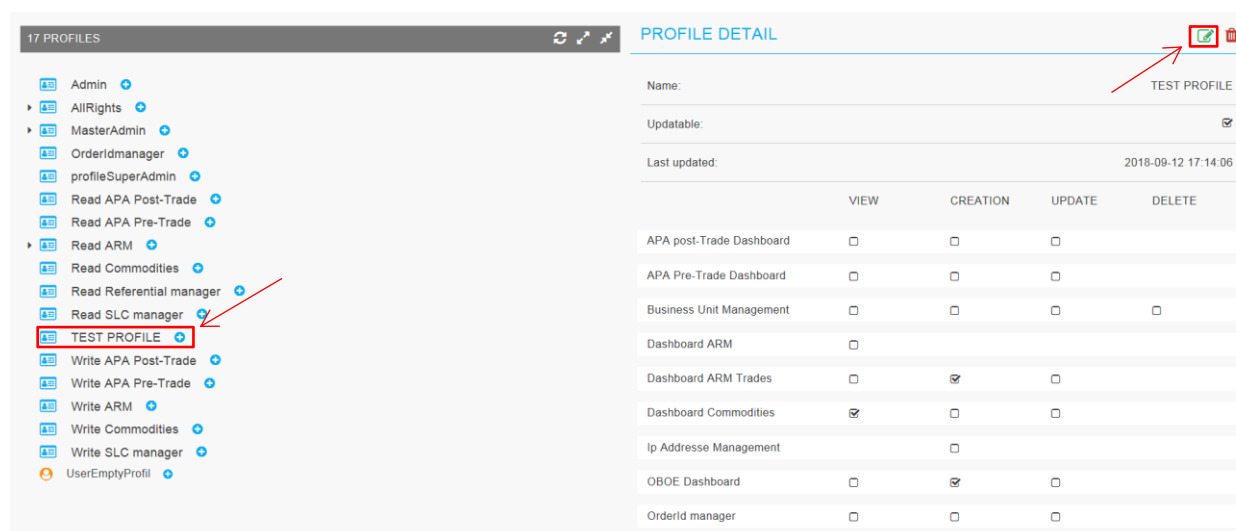 17 PROFILES
Admin
AllRights
MasterAdmin
OrderIdmanager
profileSuperAdmin
Read APA Post-Trade
Read APA Pre-Trade
Read ARM
Read Commodities
Read Referential manager
Read SLC manager
TEST PROFILE
Write APA Post-Trade
Write APA Pre-Trade
Write ARM
Write Commodities
Write SLC manager
UserEmptyProfil
PROFILE DETAIL
Name: TEST PROFILE
Updatable:
Last updated: 2018-09-12 17:14:06
VIEW CREATION UPDATE DELETE
APA post-Trade Dashboard
APA Pre-Trade Dashboard
Business Unit Management
Dashboard ARM
Dashboard ARM Trades
Dashboard Commodities
Ip Addresse Management
OBOE Dashboard
OrderId manager